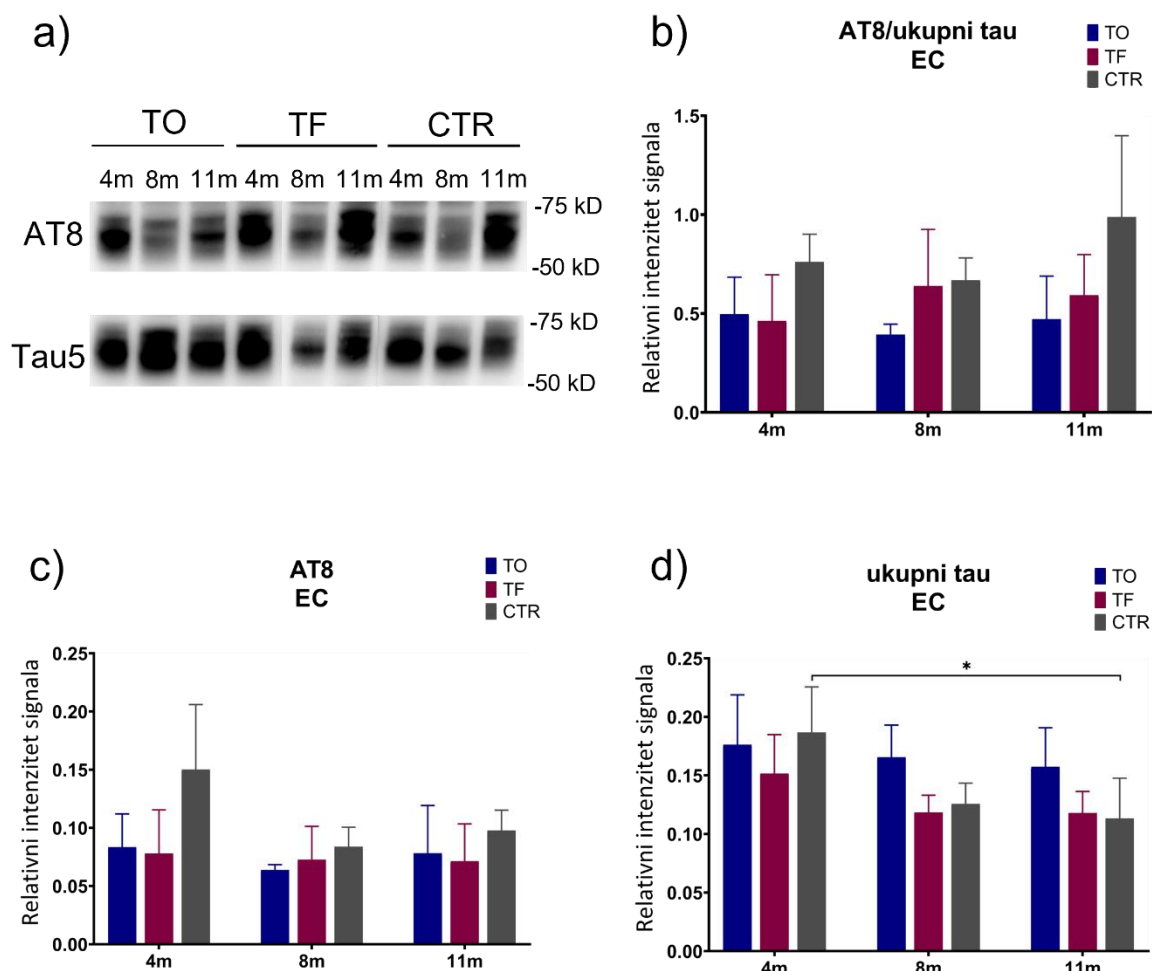 a)
TO TF CTR
4m 8m 11m 4m 8m 11m 4m 8m 11m
-75 kD
AT8
-50 kD
-75 kD
Tau5
-50 kD
b)
AT8/ukupni tau
EC
TO
TF
CTR
Relativni intenzitet signala
1.5
1.0
0.5
0.0
4m 8m 11m
c)
AT8
EC
TO
TF
CTR
Relativni intenzitet signala
0.25
0.20
0.15
0.10
0.05
0.00
4m 8m 11m
d)
ukupni tau
EC
TO
TF
CTR
Relativni intenzitet signala
0.25
0.20
0.15
0.10
0.05
0.00
*
4m 8m 11m